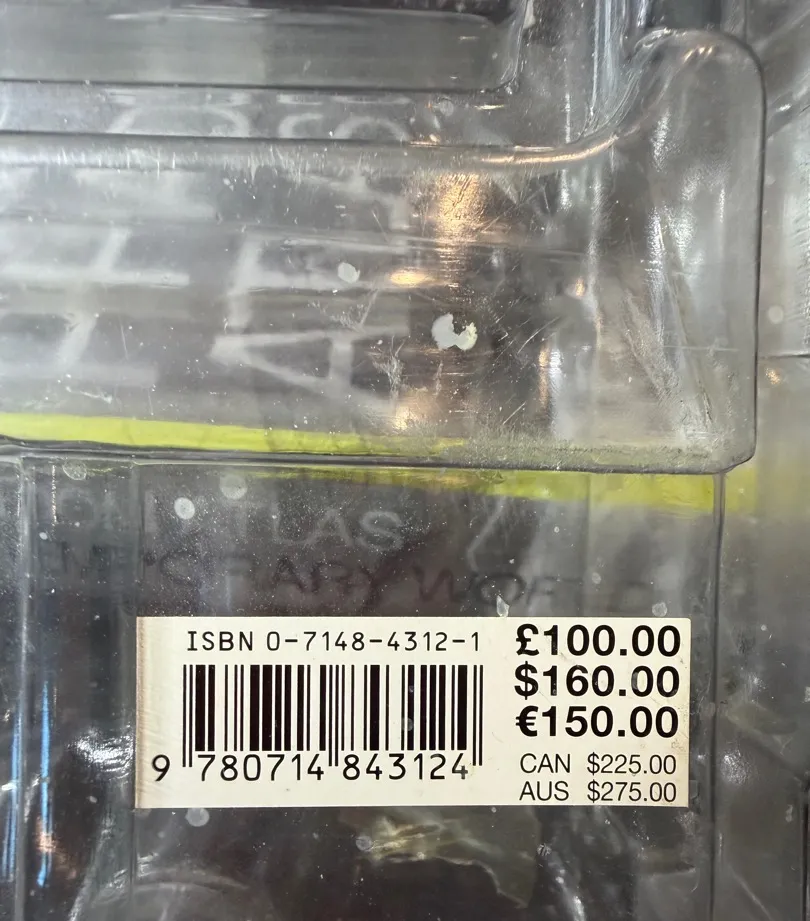 ATLAS
ISBN 0-7148-4312-1
£100.00
$160.00
€150.00
9 780714 843124
CAN $225.00
AUS $275.00